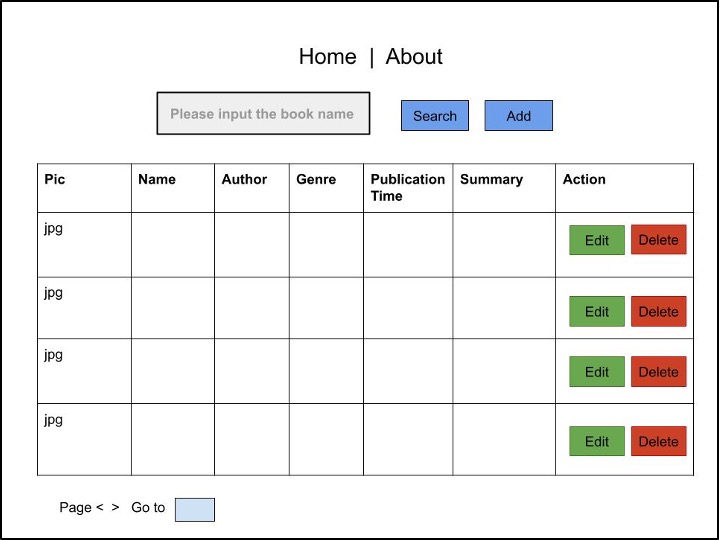 Home | About
Please input the book name
Search
Add
Pic Name Author Genre Publication Time Summary Action
jpg Edit Delete
jpg Edit Delete
jpg Edit Delete
jpg Edit Delete
Page < > Go to